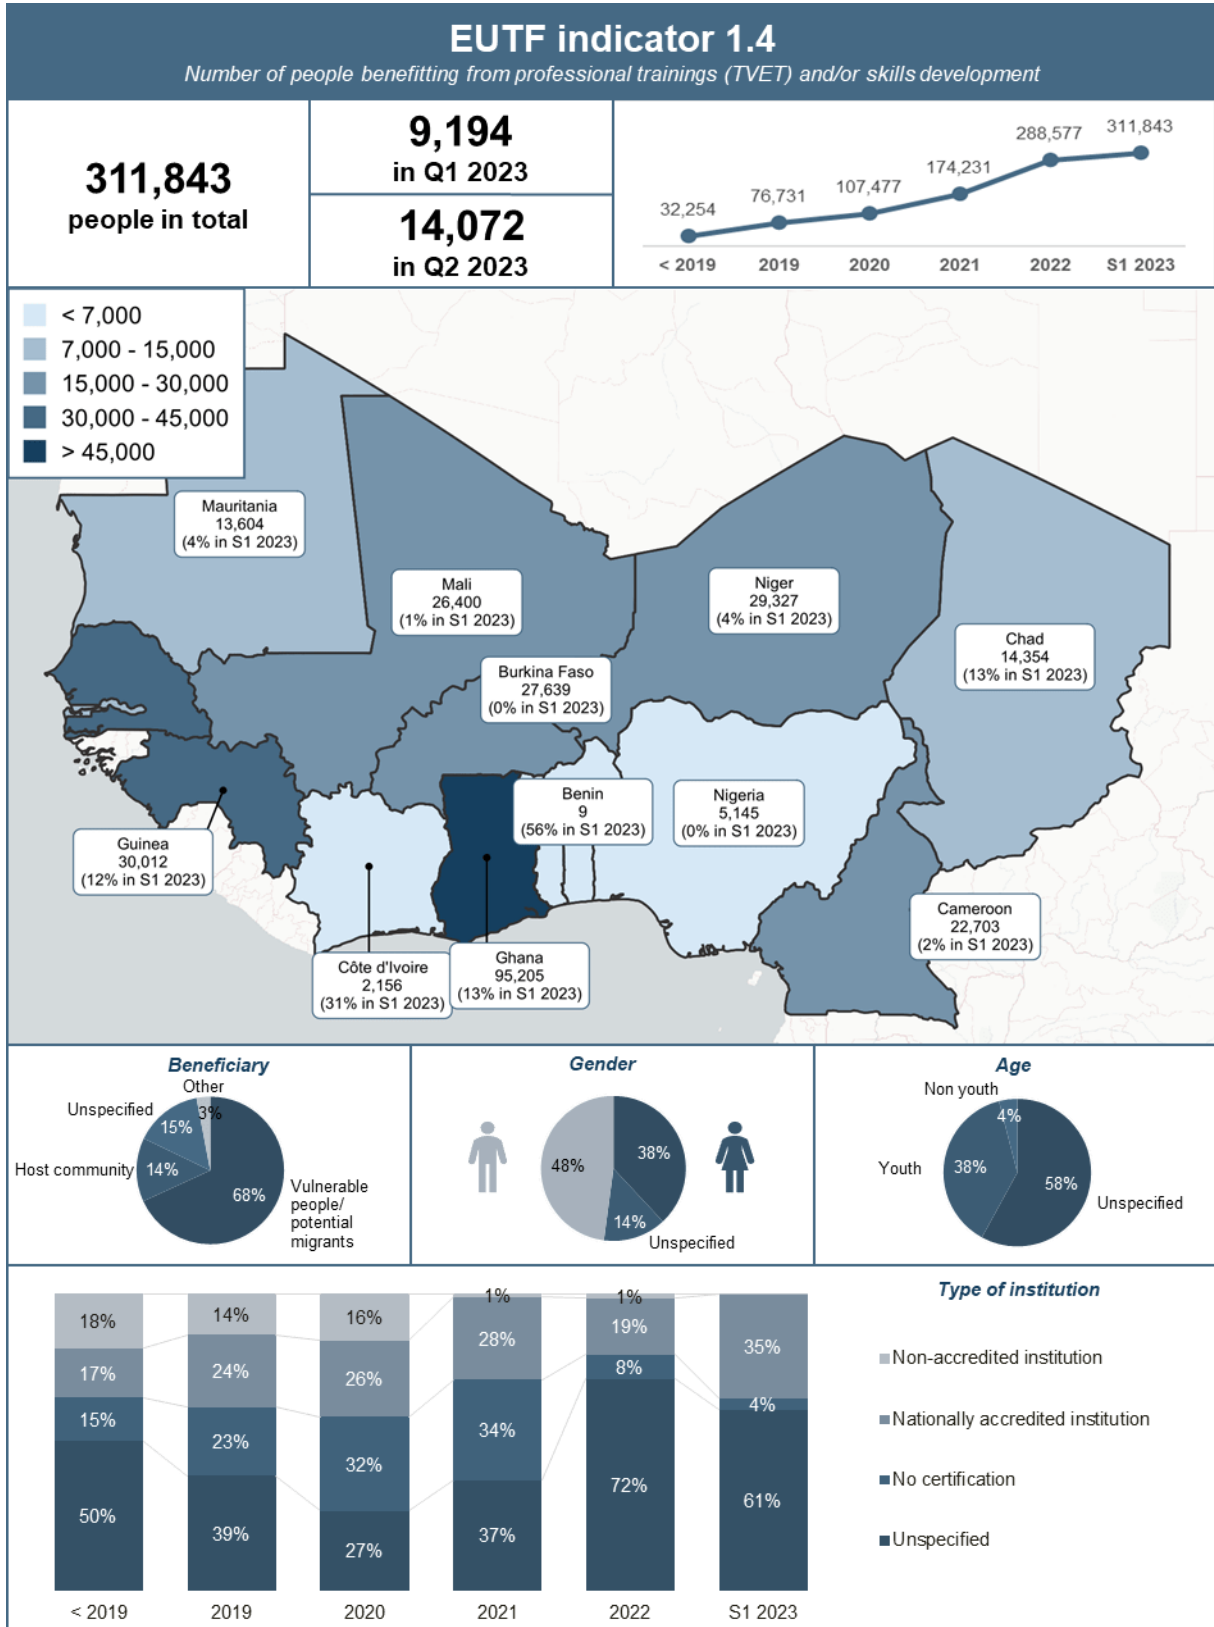 EUTF indicator 1.4
Number of people benefitting from professional trainings (TVET) and/or skills development
311,843
people in total
9,194
in Q1 2023
14,072
in Q2 2023
32,254
76,731
107,477
174,231
288,577
311,843
< 2019
2019
2020
2021
2022
S1 2023
< 7,000
7,000 - 15,000
15,000 - 30,000
30,000 - 45,000
> 45,000
Mauritania
13,604
(4% in S1 2023)
Mali
26,400
(1% in S1 2023)
Niger
29,327
(4% in S1 2023)
Chad
14,354
(13% in S1 2023)
Burkina Faso
27,639
(0% in S1 2023)
Benin
9
(56% in S1 2023)
Nigeria
5,145
(0% in S1 2023)
Guinea
30,012
(12% in S1 2023)
Cameroon
22,703
(2% in S1 2023)
Côte d'Ivoire
2,156
(31% in S1 2023)
Ghana
95,205
(13% in S1 2023)
Beneficiary
Other
3%
Unspecified
15%
Host community
14%
68%
Vulnerable
people/
potential
migrants
Gender
48%
38%
14%
Unspecified
Age
Non youth
4%
Youth
38%
58%
Unspecified
Type of institution
18%
14%
16%
1%
1%
17%
24%
26%
28%
19%
35%
15%
23%
32%
34%
8%
4%
50%
39%
27%
37%
72%
61%
< 2019
2019
2020
2021
2022
S1 2023
Non-accredited institution
Nationally accredited institution
No certification
Unspecified